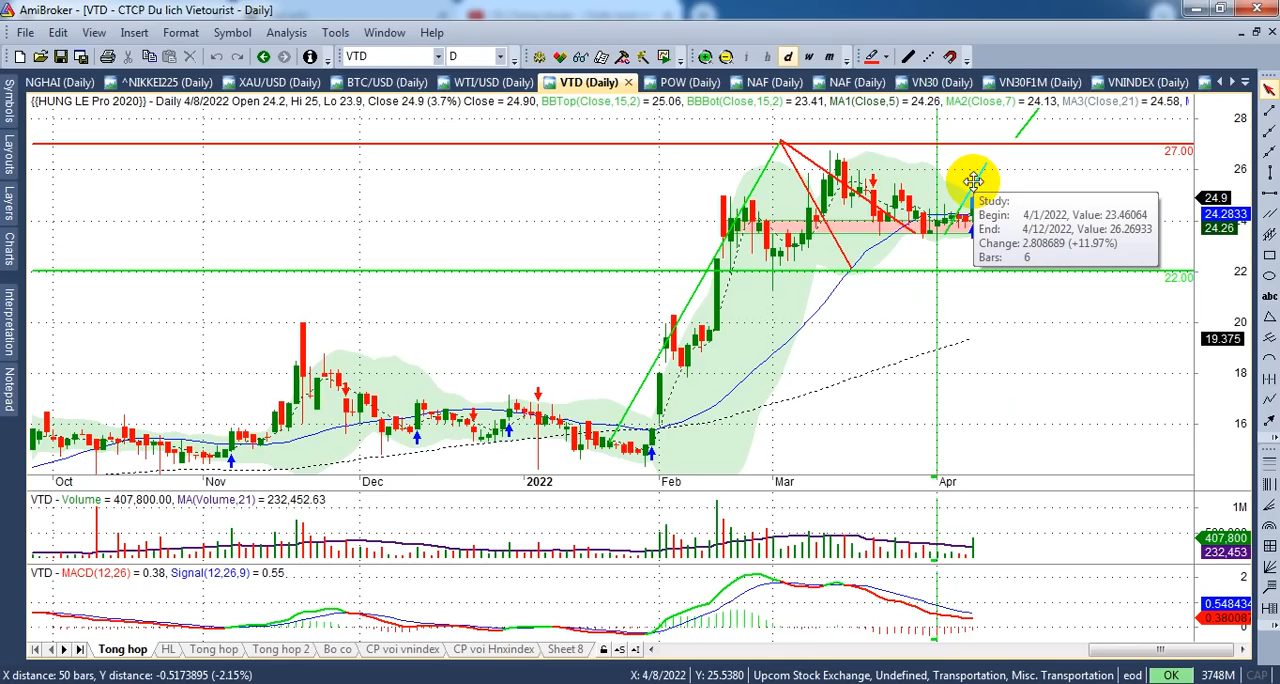 AmiBroker - [VTD - CTCP Du lich Vietourist - Daily]
File Edit View Insert Format Symbol Analysis Tools Window Help
VTD D i h d w m
NGHAI (Daily) ^NIKKEI225 (Daily) XAU/USD (Daily) BTC/USD (Daily) WTI/USD (Daily) VTD (Daily) POW (Daily) NAF (Daily) NAF (Daily) VN30 (Daily) VN30F1M (Daily) VNINDEX (Daily)
{{HUNG LE Pro 2020}} - Daily 4/8/2022 Open 24.2, Hi 25, Lo 23.9, Close 24.9 (3.7%) Close = 24.90, BBTop(Close,15,2) = 25.06, BBBot(Close,15,2) = 23.41, MA1(Close,5) = 24.26, MA2(Close,7) = 24.13, MA3(Close,21) = 24.58,
Symbols
Layouts
Layers
Charts
Interpretation
Notepad
abc
28
27.00
26
24.9
24.2833
24.26
22
22.00
20
19.375
18
16
Study:
Begin: 4/1/2022, Value: 23.46064
End: 4/12/2022, Value: 26.26933
Change: 2.808689 (+11.97%)
Bars: 6
Oct Nov Dec 2022 Feb Mar Apr
VTD - Volume = 407,800.00, MA(Volume,21) = 232,452.63
1M
407,800
232,453
VTD - MACD(12,26) = 0.38, Signal(12,26,9) = 0.55
2
0.548434
0.38008
Tong hop HL Tong hop Tong hop 2 Bo co CP voi vnindex CP voi Hnxindex Sheet 8
X distance: 50 bars, Y distance: -0.5173895 (-2.15%) X: 4/8/2022 Y: 25.5380 Upcom Stock Exchange, Undefined, Transportation, Misc. Transportation eod OK 3748M CAP